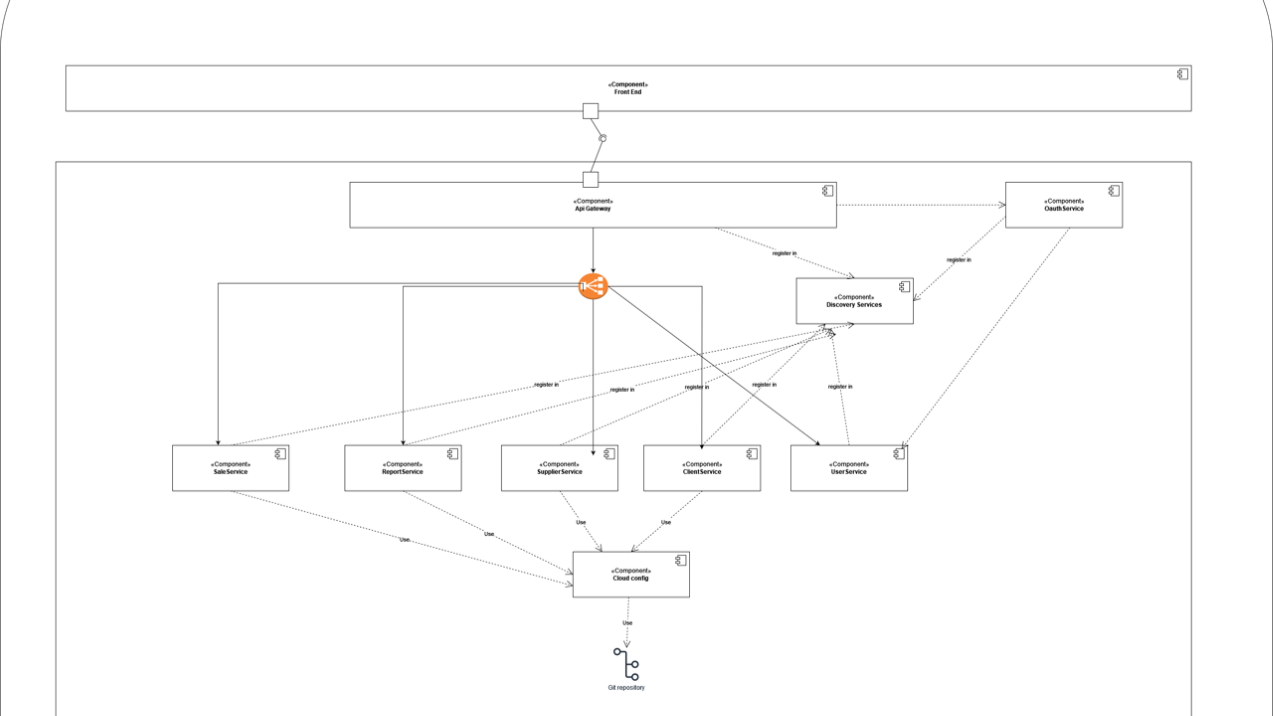 «Component»
Front End
«Component»
Api Gateway
«Component»
OauthService
register in
register in
«Component»
Discovery Services
register in
register in
register in
register in
register in
«Component»
SaleService
«Component»
ReportService
«Component»
SupplierService
«Component»
ClientService
«Component»
UserService
Use
Use
Use
Use
«Component»
Cloud config
Use
Git repository